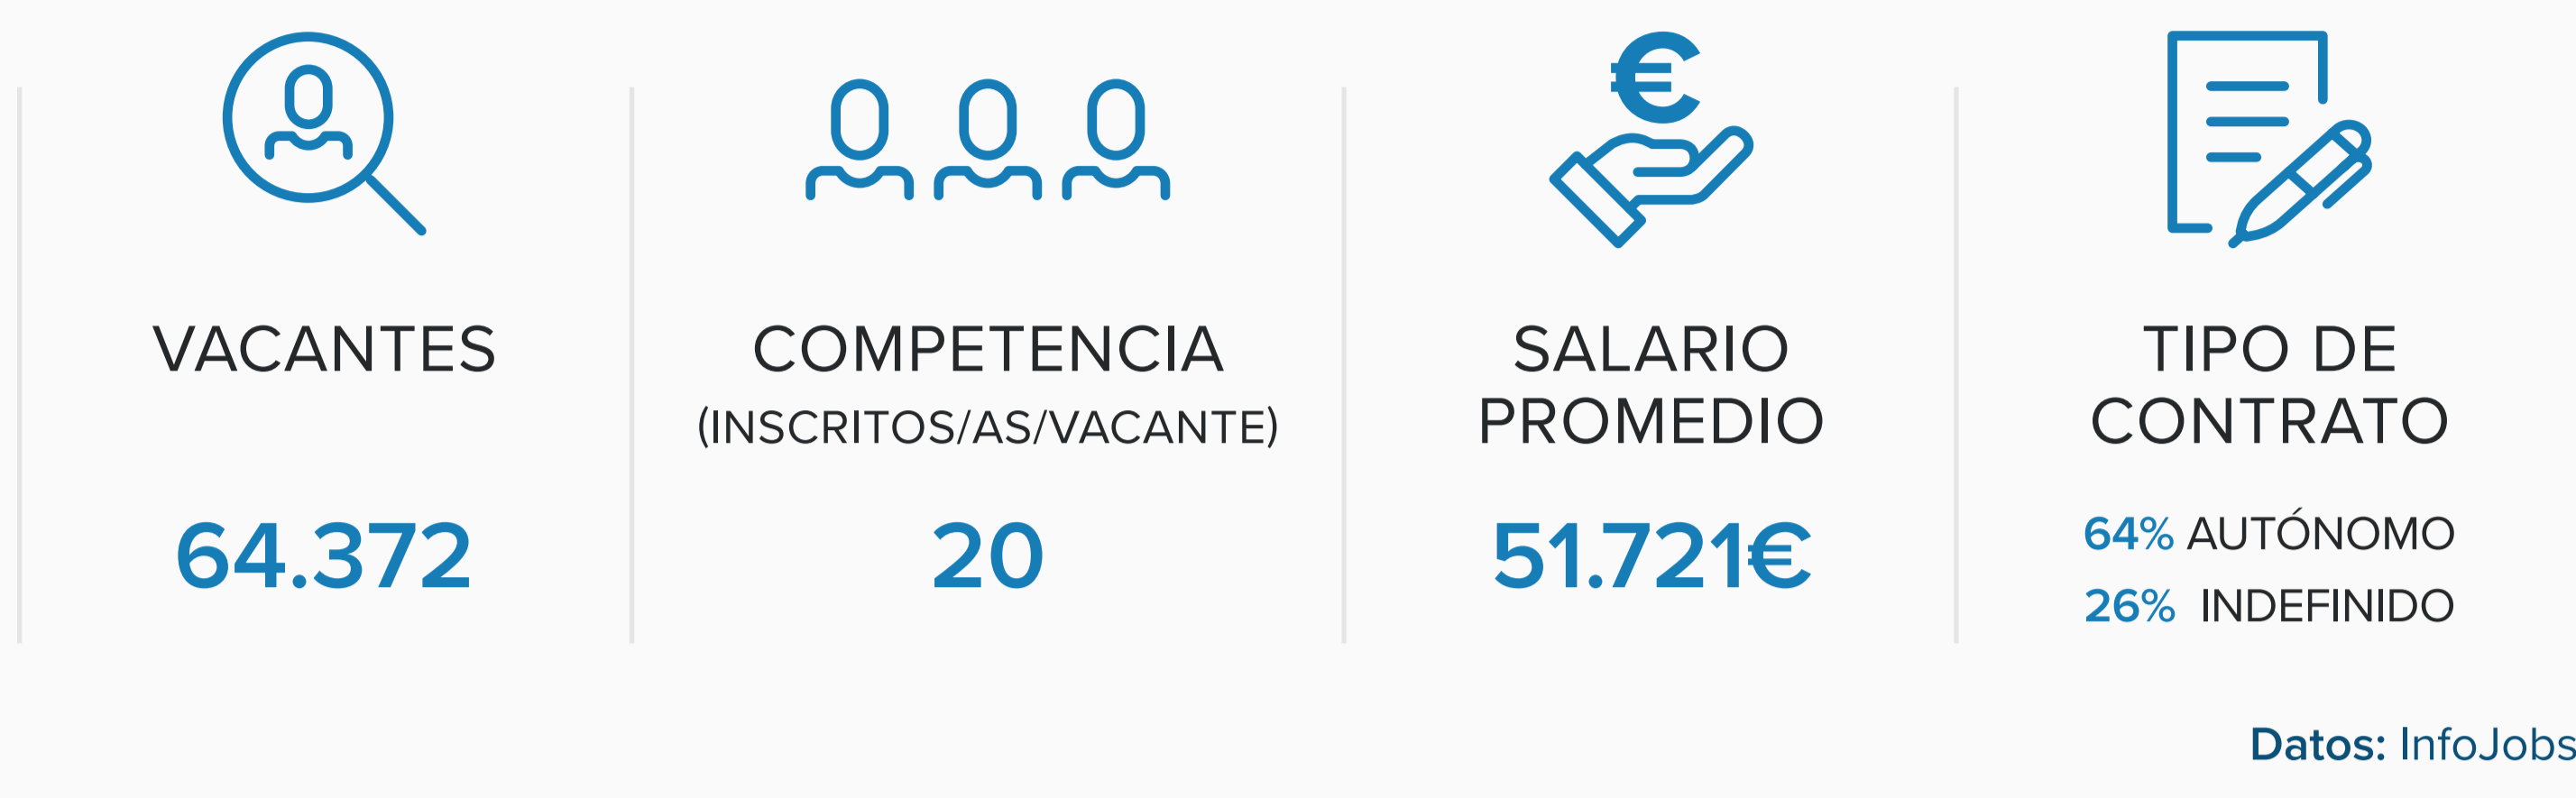 VACANTES
64.372
COMPETENCIA
(INSCRITOS/AS/VACANTE)
20
SALARIO
PROMEDIO
51.721€
TIPO DE
CONTRATO
64% AUTÓNOMO
26% INDEFINIDO
Datos: InfoJobs